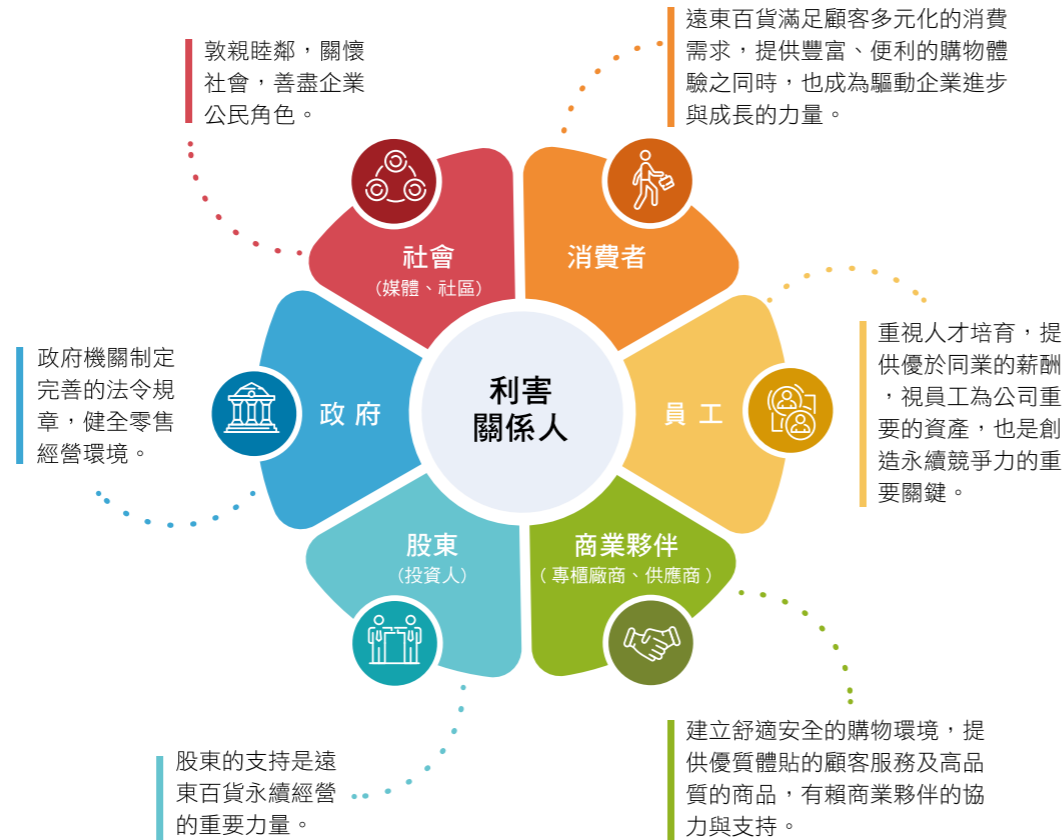 敦親睦鄰，關懷
社會，善盡企業
公民角色。
遠東百貨滿足顧客多元化的消費
需求，提供豐富、便利的購物體
驗之同時，也成為驅動企業進步
與成長的力量。
社會
（媒體、社區）
消費者
政府機關制定
完善的法令規
章，健全零售
經營環境。
政府
利害
關係人
員工
重視人才培育，提
供優於同業的薪酬
，視員工為公司重
要的資產，也是創
造永續競爭力的重
要關鍵。
股東
（投資人）
商業夥伴
（專櫃廠商、供應商）
股東的支持是遠
東百貨永續經營
的重要力量。
建立舒適安全的購物環境，提
供優質體貼的顧客服務及高品
質的商品，有賴商業夥伴的協
力與支持。